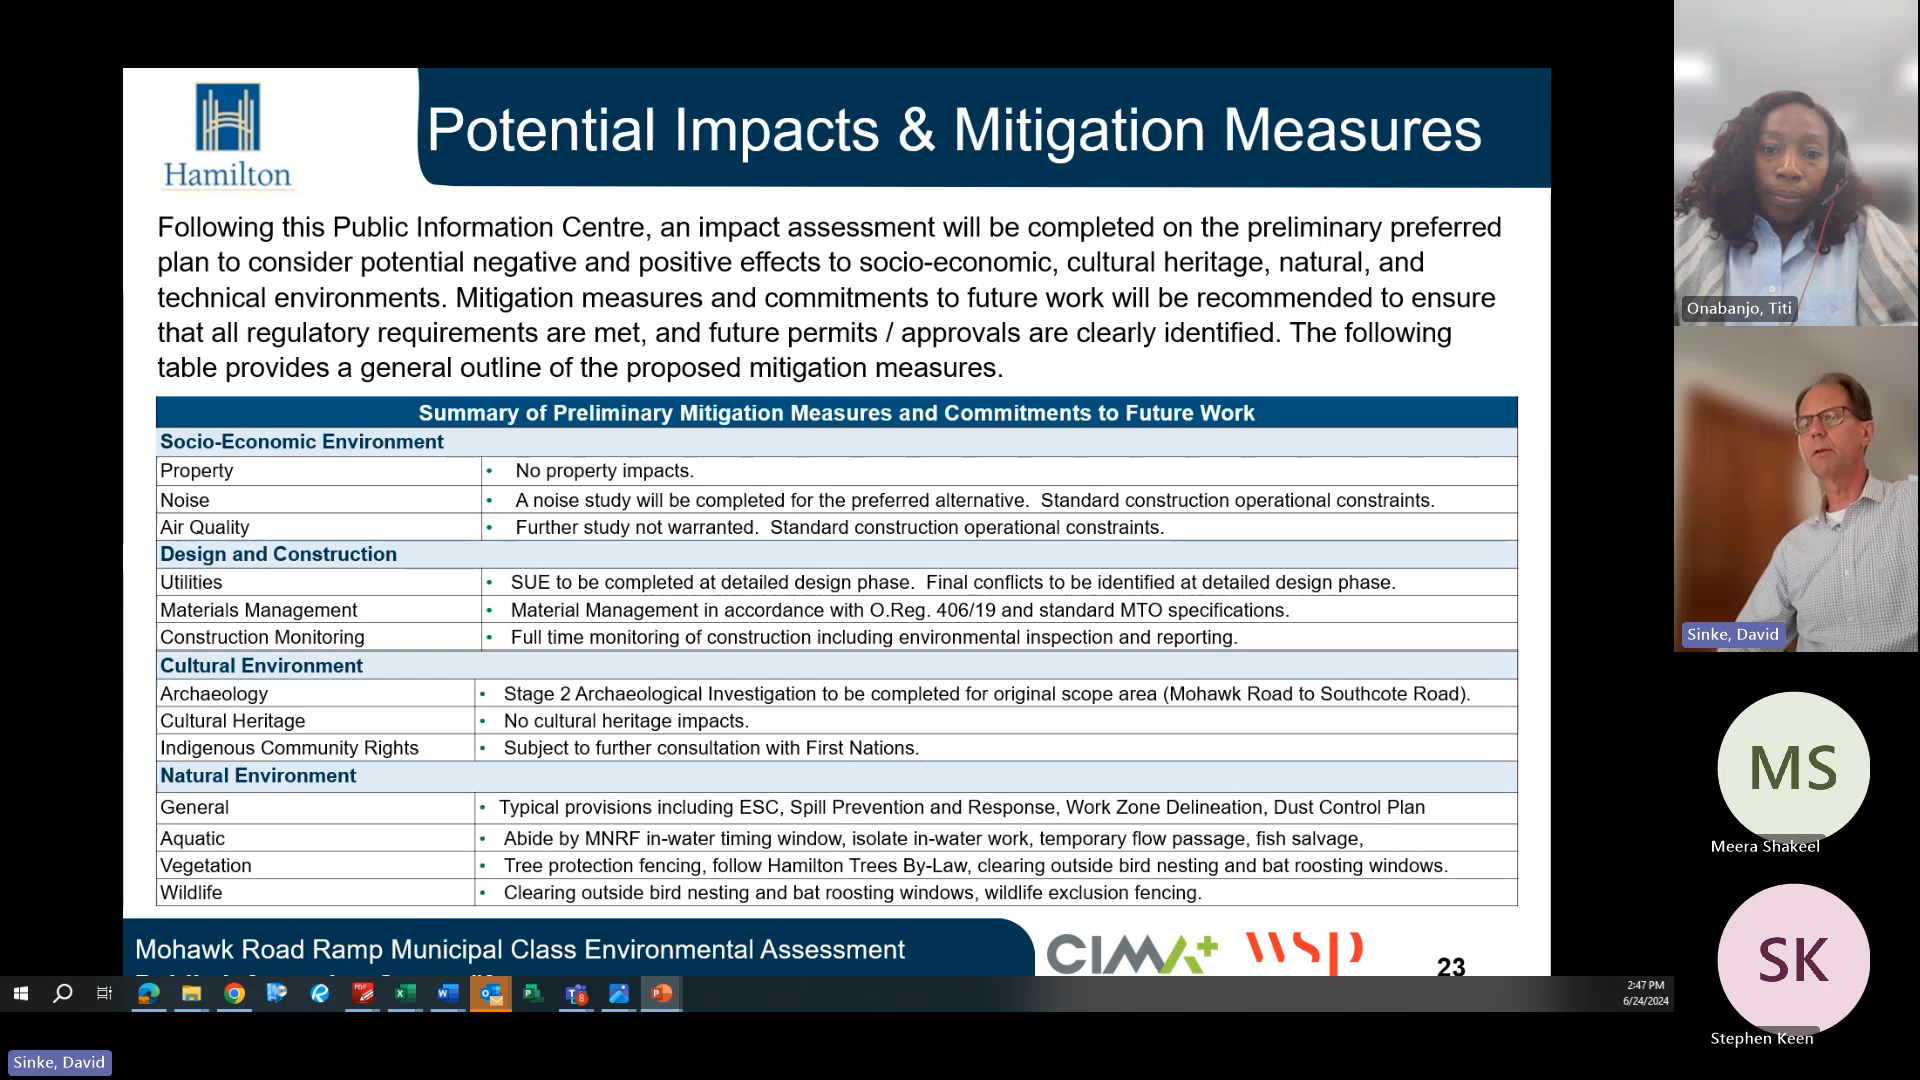 Hamilton
Potential Impacts & Mitigation Measures
Following this Public Information Centre, an impact assessment will be completed on the preliminary preferred
plan to consider potential negative and positive effects to socio-economic, cultural heritage, natural, and
technical environments. Mitigation measures and commitments to future work will be recommended to ensure
that all regulatory requirements are met, and future permits / approvals are clearly identified. The following
table provides a general outline of the proposed mitigation measures.
Summary of Preliminary Mitigation Measures and Commitments to Future Work
Socio-Economic Environment
Property • No property impacts.
Noise • A noise study will be completed for the preferred alternative. Standard construction operational constraints.
Air Quality • Further study not warranted. Standard construction operational constraints.
Design and Construction
Utilities • SUE to be completed at detailed design phase. Final conflicts to be identified at detailed design phase.
Materials Management • Material Management in accordance with O.Reg. 406/19 and standard MTO specifications.
Construction Monitoring • Full time monitoring of construction including environmental inspection and reporting.
Cultural Environment
Archaeology • Stage 2 Archaeological Investigation to be completed for original scope area (Mohawk Road to Southcote Road).
Cultural Heritage • No cultural heritage impacts.
Indigenous Community Rights • Subject to further consultation with First Nations.
Natural Environment
General • Typical provisions including ESC, Spill Prevention and Response, Work Zone Delineation, Dust Control Plan
Aquatic • Abide by MNRF in-water timing window, isolate in-water work, temporary flow passage, fish salvage,
Vegetation • Tree protection fencing, follow Hamilton Trees By-Law, clearing outside bird nesting and bat roosting windows.
Wildlife • Clearing outside bird nesting and bat roosting windows, wildlife exclusion fencing.
Mohawk Road Ramp Municipal Class Environmental Assessment
CIMA+ WSP
23
2:47 PM
6/24/2024
Onabanjo, Titi
Sinke, David
MS
Meera Shakeel
SK
Stephen Keen
Sinke, David